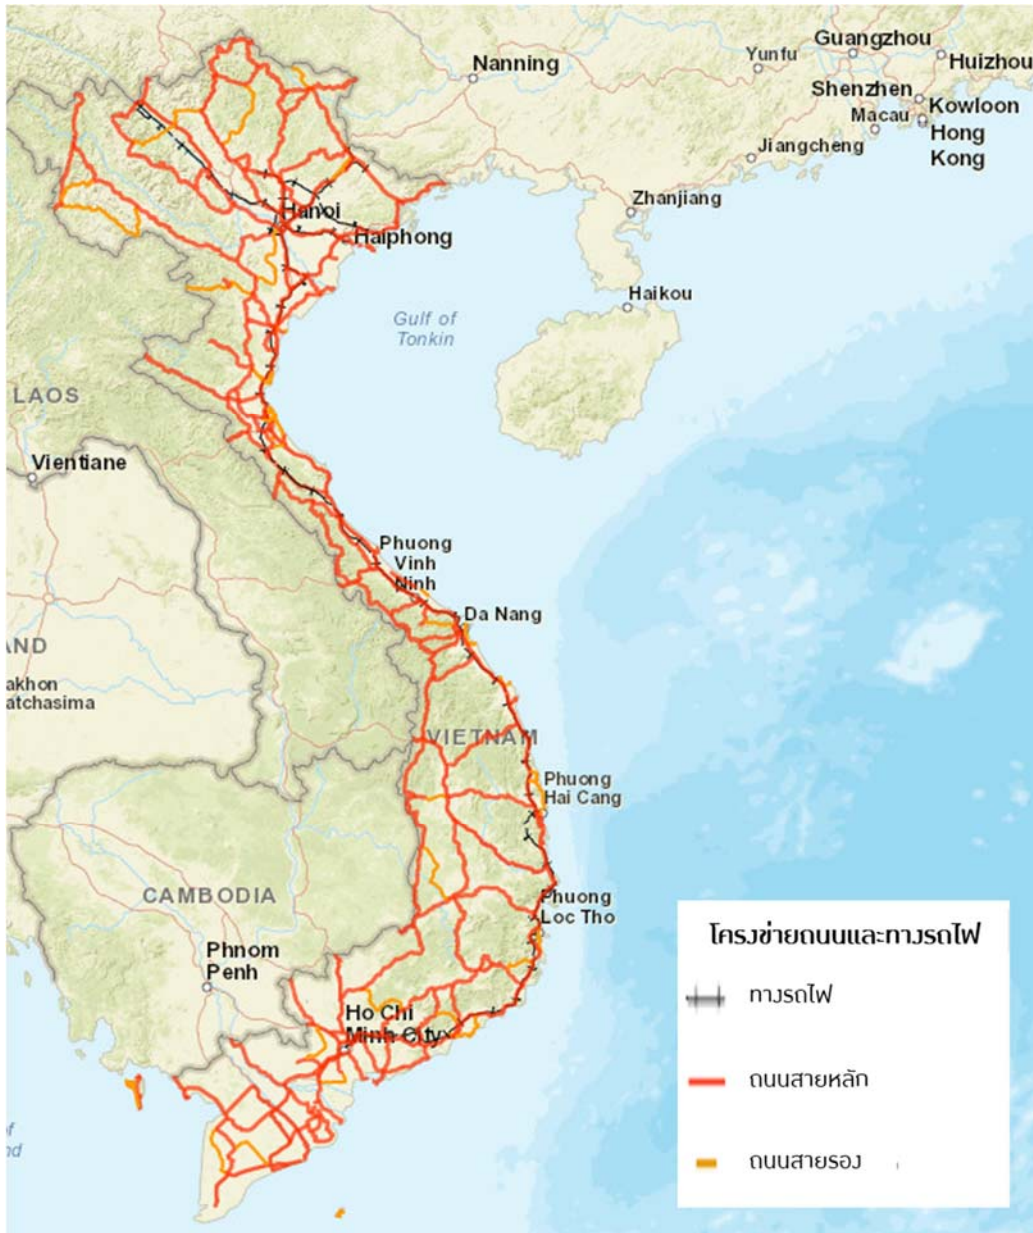 Nanning
Yunfu
Guangzhou
Huizhou
Shenzhen
Kowloon
Macau
Hong
Kong
Jiangcheng
Zhanjiang
Hanoi
Haiphong
Haikou
Gulf of
Tonkin
LAOS
Vientiane
Phuong
Vinh
Ninh
Da Nang
AND
akhon
atchasima
VIETNAM
Phuong
Hai Cang
CAMBODIA
Phuong
Loc Tho
Phnom
Penh
Ho Chi
Minh City
of
nd
โครงข่ายถนนและทางรถไฟ
ทางรถไฟ
ถนนสายหลัก
ถนนสายรอง